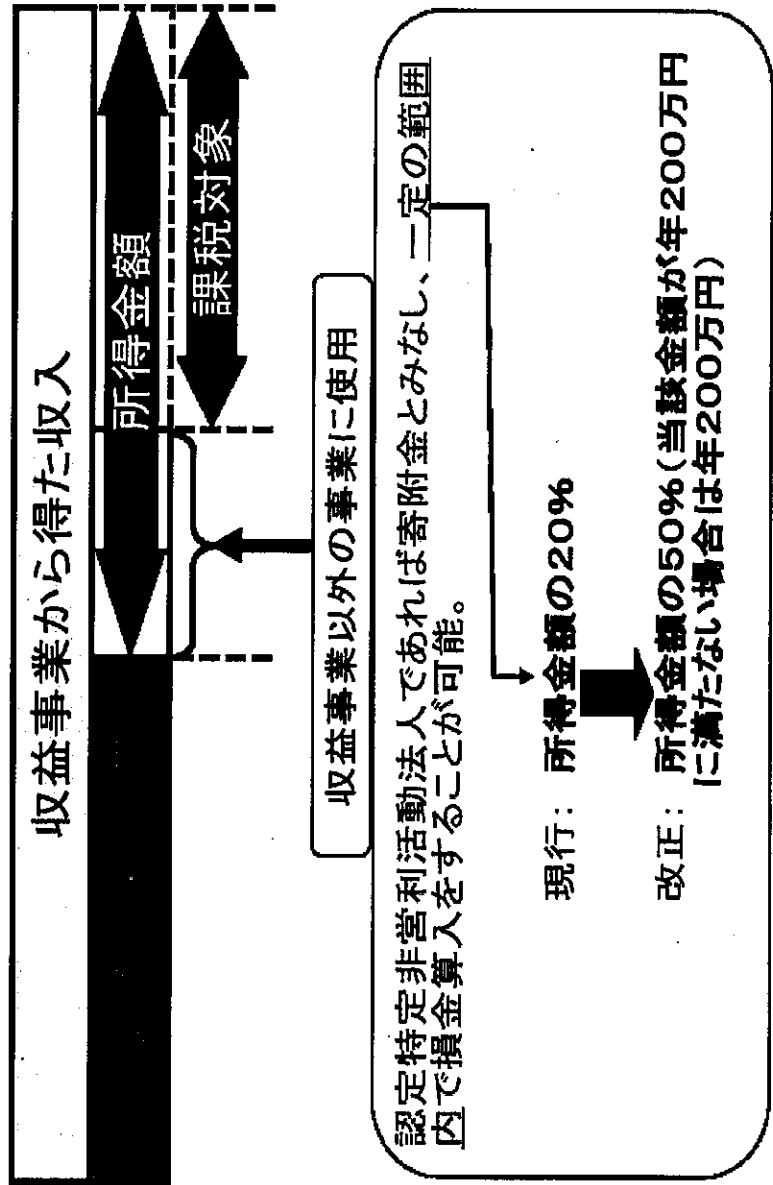 収益事業から得た収入
所得金額
課税対象
収益事業以外の事業に使用
認定特定非営利活動法人であれば寄附金とみなし、一定の範囲
内で損金算入をすることが可能。
現行： 所得金額の20%
改正： 所得金額の50%(当該金額が年200万円
に満たない場合は年200万円)